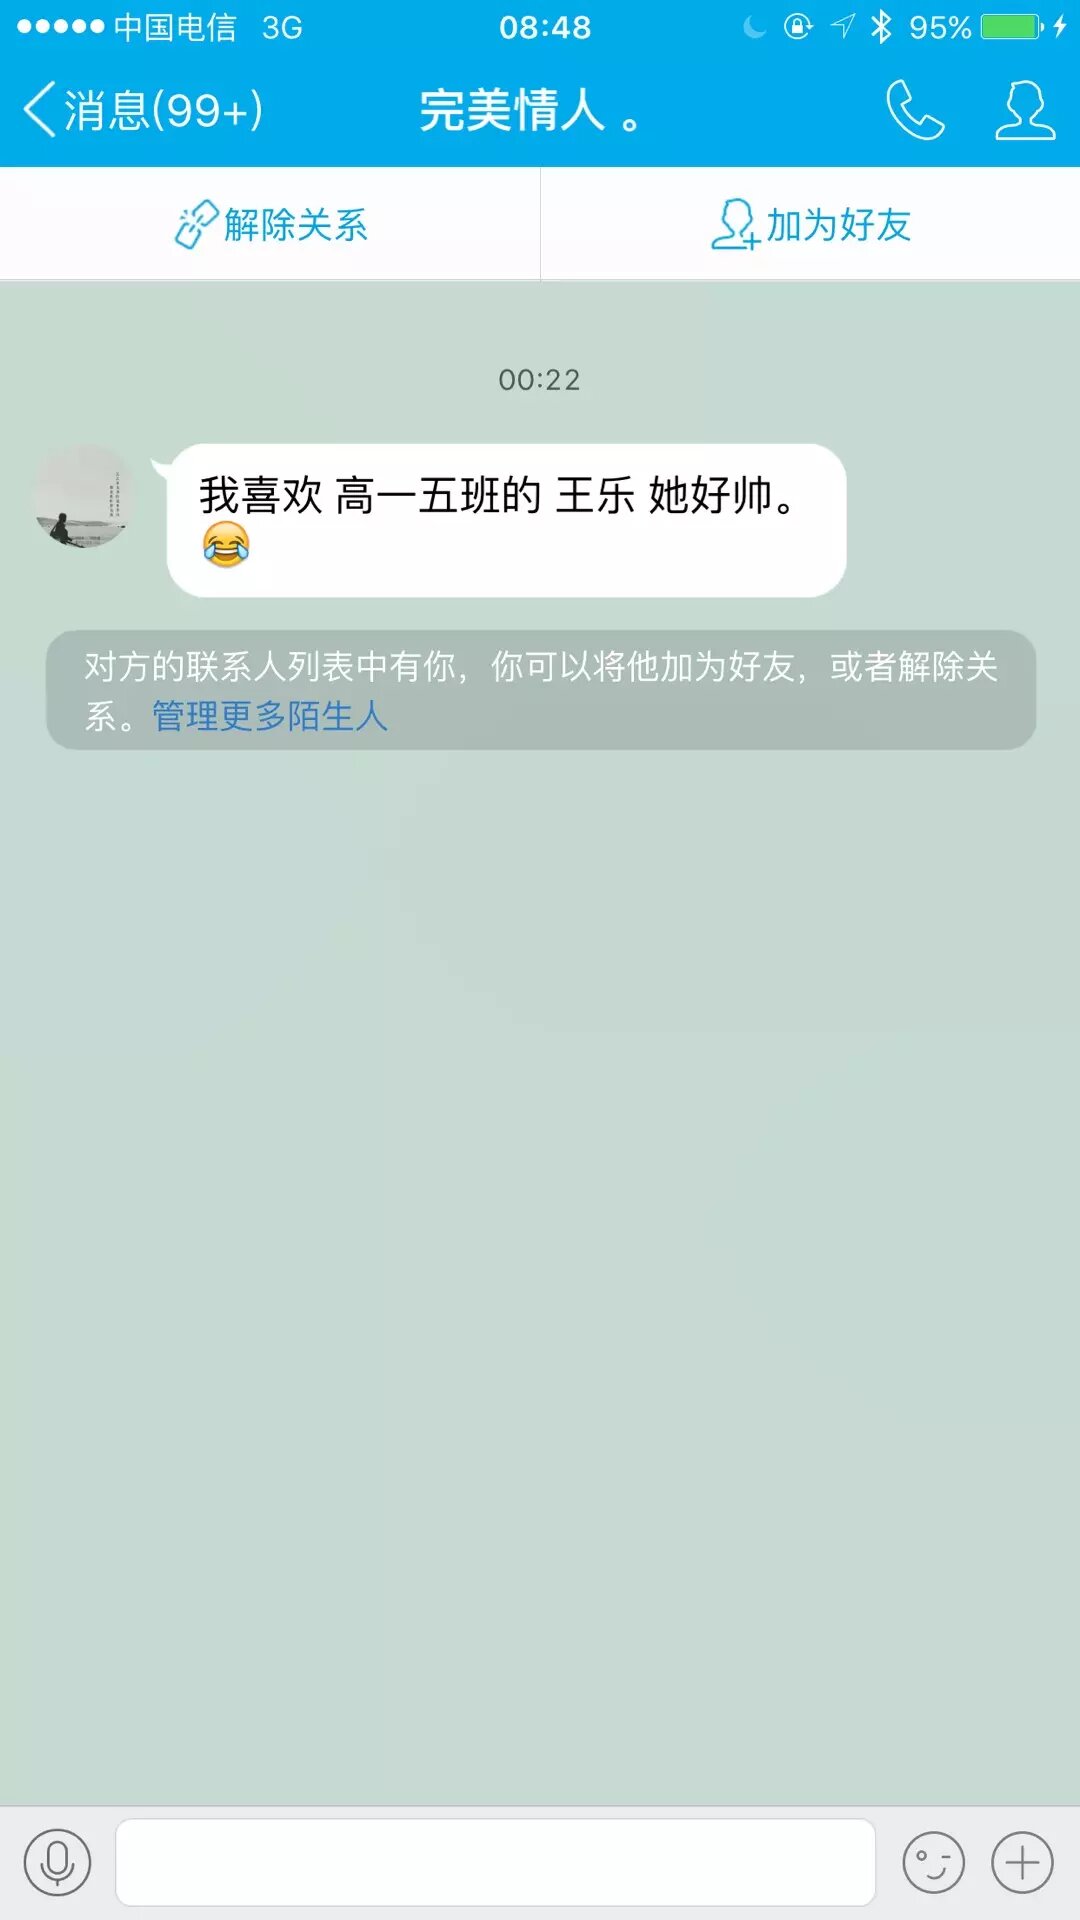 中国电信 3G 08:48 95%
消息(99+) 完美情人 。
解除关系 加为好友
00:22
我喜欢 高一五班的 王乐 她好帅。
😂
对方的联系人列表中有你，你可以将他加为好友，或者解除关
系。管理更多陌生人